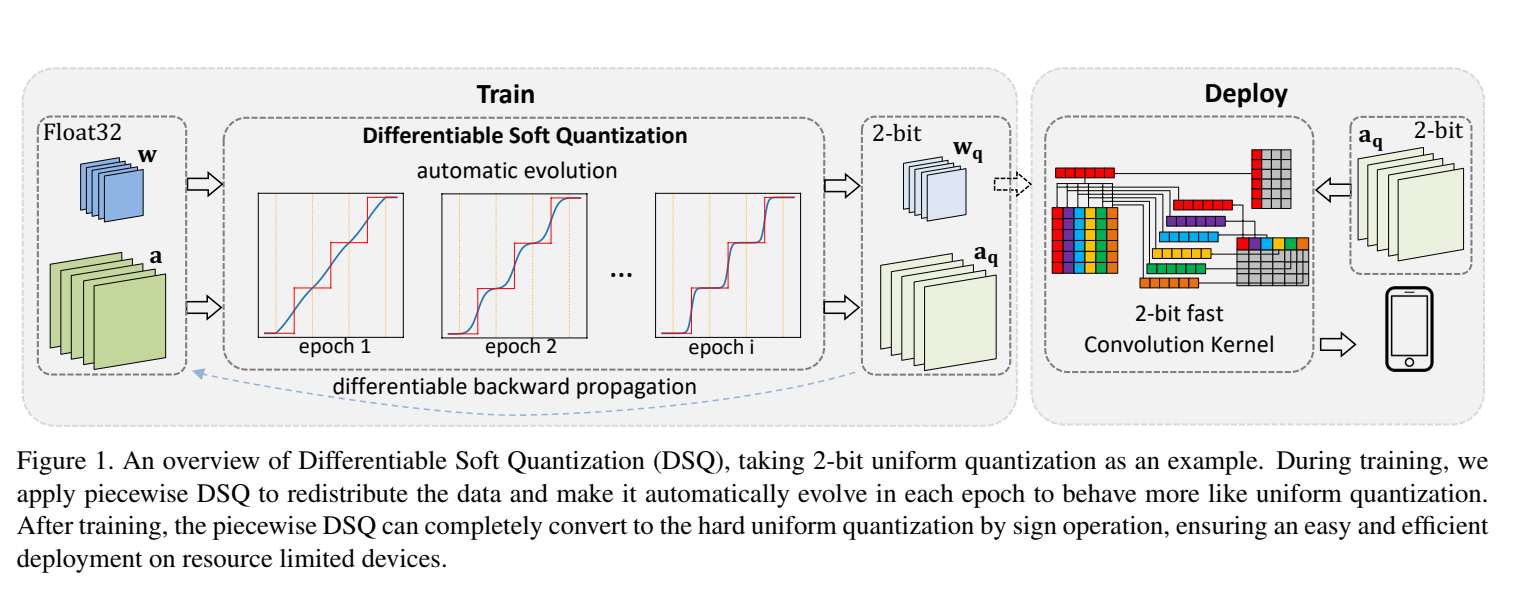 Train
Deploy
Float32
w
a
Differentiable Soft Quantization
automatic evolution
epoch 1
epoch 2
...
epoch i
differentiable backward propagation
2-bit
w_q
a_q
2-bit fast
Convolution Kernel
a_q 2-bit
Figure 1. An overview of Differentiable Soft Quantization (DSQ), taking 2-bit uniform quantization as an example. During training, we
apply piecewise DSQ to redistribute the data and make it automatically evolve in each epoch to behave more like uniform quantization.
After training, the piecewise DSQ can completely convert to the hard uniform quantization by sign operation, ensuring an easy and efficient
deployment on resource limited devices.